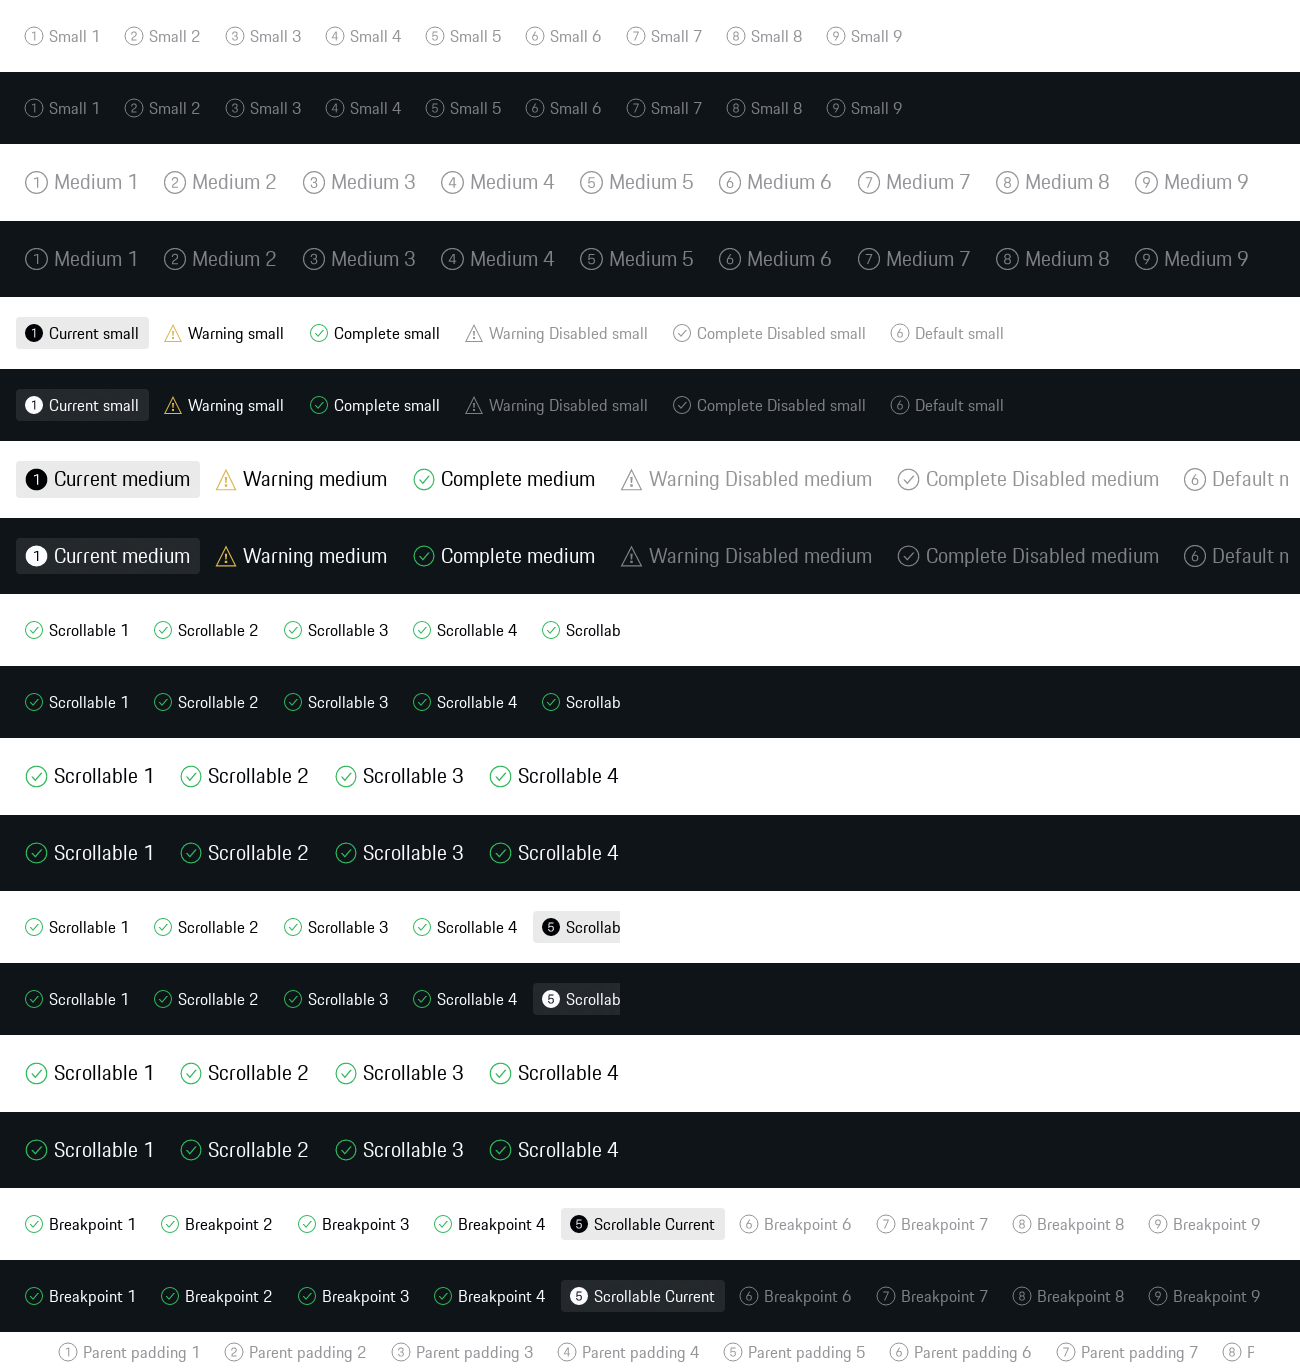 1 Small 1 2 Small 2 3 Small 3 4 Small 4 5 Small 5 6 Small 6 7 Small 7 8 Small 8 9 Small 9
1 Small 1 2 Small 2 3 Small 3 4 Small 4 5 Small 5 6 Small 6 7 Small 7 8 Small 8 9 Small 9
1 Medium 1 2 Medium 2 3 Medium 3 4 Medium 4 5 Medium 5 6 Medium 6 7 Medium 7 8 Medium 8 9 Medium 9
1 Medium 1 2 Medium 2 3 Medium 3 4 Medium 4 5 Medium 5 6 Medium 6 7 Medium 7 8 Medium 8 9 Medium 9
1 Current small Warning small Complete small Warning Disabled small Complete Disabled small 6 Default small
1 Current small Warning small Complete small Warning Disabled small Complete Disabled small 6 Default small
1 Current medium Warning medium Complete medium Warning Disabled medium Complete Disabled medium 6 Default
1 Current medium Warning medium Complete medium Warning Disabled medium Complete Disabled medium 6 Default
Scrollable 1 Scrollable 2 Scrollable 3 Scrollable 4 Scrollab
Scrollable 1 Scrollable 2 Scrollable 3 Scrollable 4 Scrollab
Scrollable 1 Scrollable 2 Scrollable 3 Scrollable 4
Scrollable 1 Scrollable 2 Scrollable 3 Scrollable 4
Scrollable 1 Scrollable 2 Scrollable 3 Scrollable 4 5 Scrollab
Scrollable 1 Scrollable 2 Scrollable 3 Scrollable 4 5 Scrollab
Scrollable 1 Scrollable 2 Scrollable 3 Scrollable 4
Scrollable 1 Scrollable 2 Scrollable 3 Scrollable 4
Breakpoint 1 Breakpoint 2 Breakpoint 3 Breakpoint 4 5 Scrollable Current 6 Breakpoint 6 7 Breakpoint 7 8 Breakpoint 8 9 Breakpoint 9
Breakpoint 1 Breakpoint 2 Breakpoint 3 Breakpoint 4 5 Scrollable Current 6 Breakpoint 6 7 Breakpoint 7 8 Breakpoint 8 9 Breakpoint 9
1 Parent padding 1 2 Parent padding 2 3 Parent padding 3 4 Parent padding 4 5 Parent padding 5 6 Parent padding 6 7 Parent padding 7 8